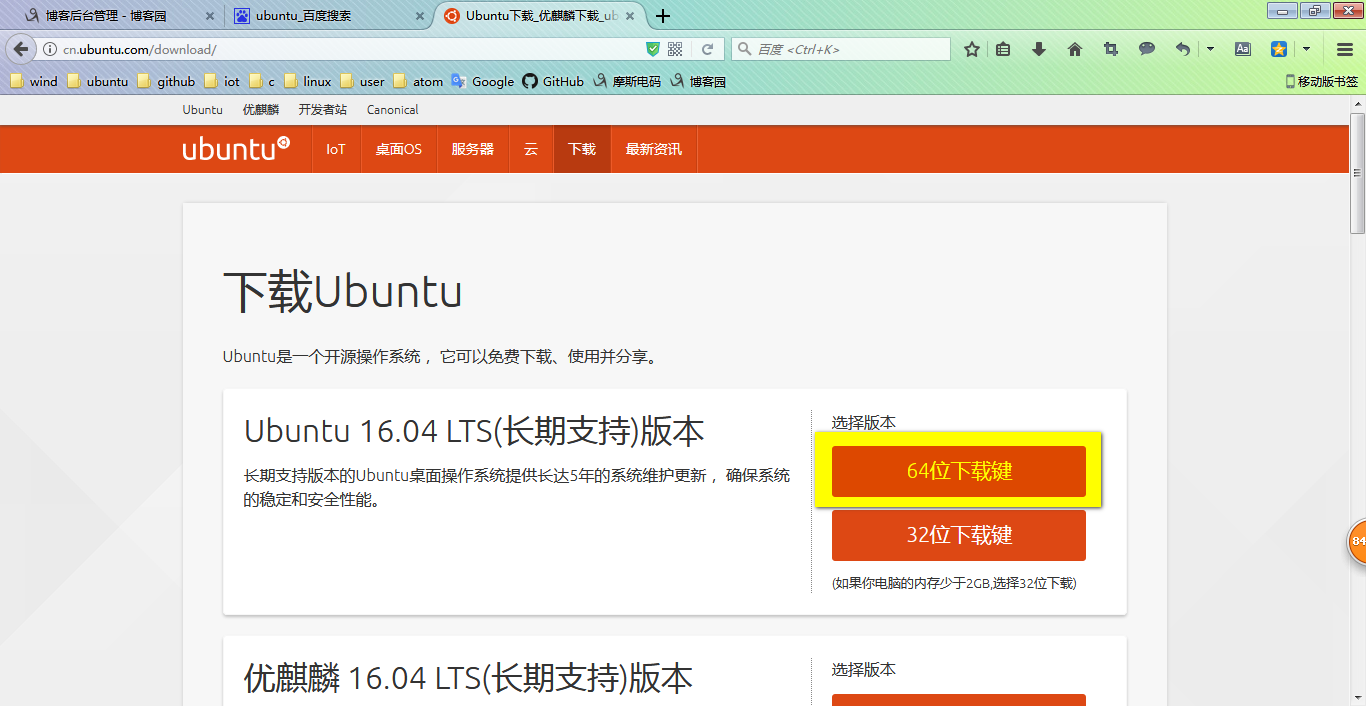 博客后台管理 - 博客园
ubuntu_百度搜索
Ubuntu下载_优麒麟下载_ub
cn.ubuntu.com/download/
百度 <Ctrl+K>
wind ubuntu github iot c linux user atom Google GitHub 摩斯电码 博客园 移动版书签
Ubuntu 优麒麟 开发者站 Canonical
ubuntu IoT 桌面OS 服务器 云 下载 最新资讯
下载Ubuntu
Ubuntu是一个开源操作系统 ，它可以免费下载、使用并分享。
Ubuntu 16.04 LTS(长期支持)版本
长期支持版本的Ubuntu桌面操作系统提供长达5年的系统维护更新 ，确保系统
的稳定和安全性能。
选择版本
64位下载键
32位下载键
(如果你电脑的内存少于2GB,选择32位下载)
84
优麒麟 16.04 LTS(长期支持)版本
选择版本